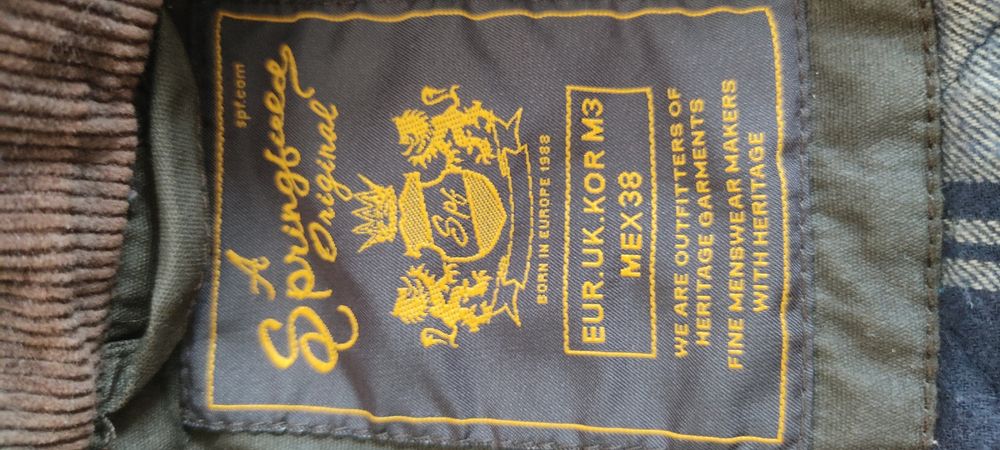 spf.com
A
Springfield
Original
Spf
BORN IN EUROPE 1988
EUR.UK.KOR M3
MEX 38
WE ARE OUTFITTERS OF
HERITAGE GARMENTS
FINE MENSWEAR MAKERS
WITH HERITAGE